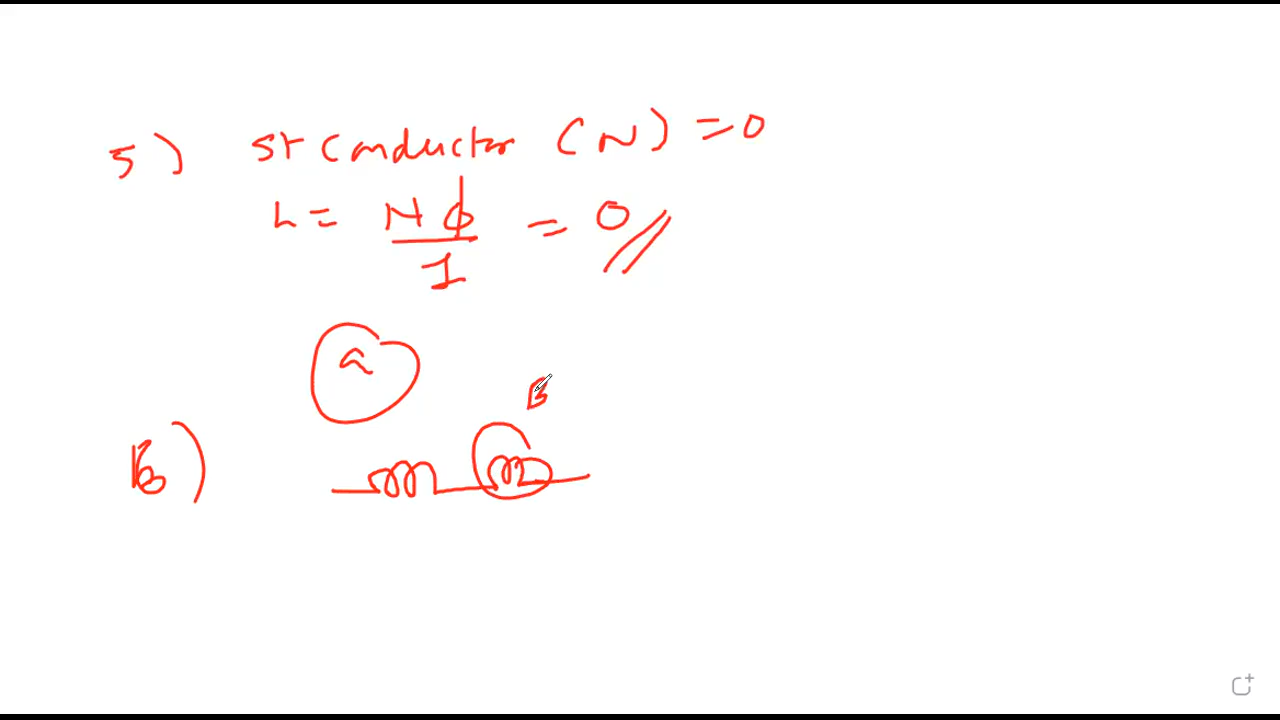 5) St Conductor (N) = 0
L = Nϕ/I = 0//
a
B
6)